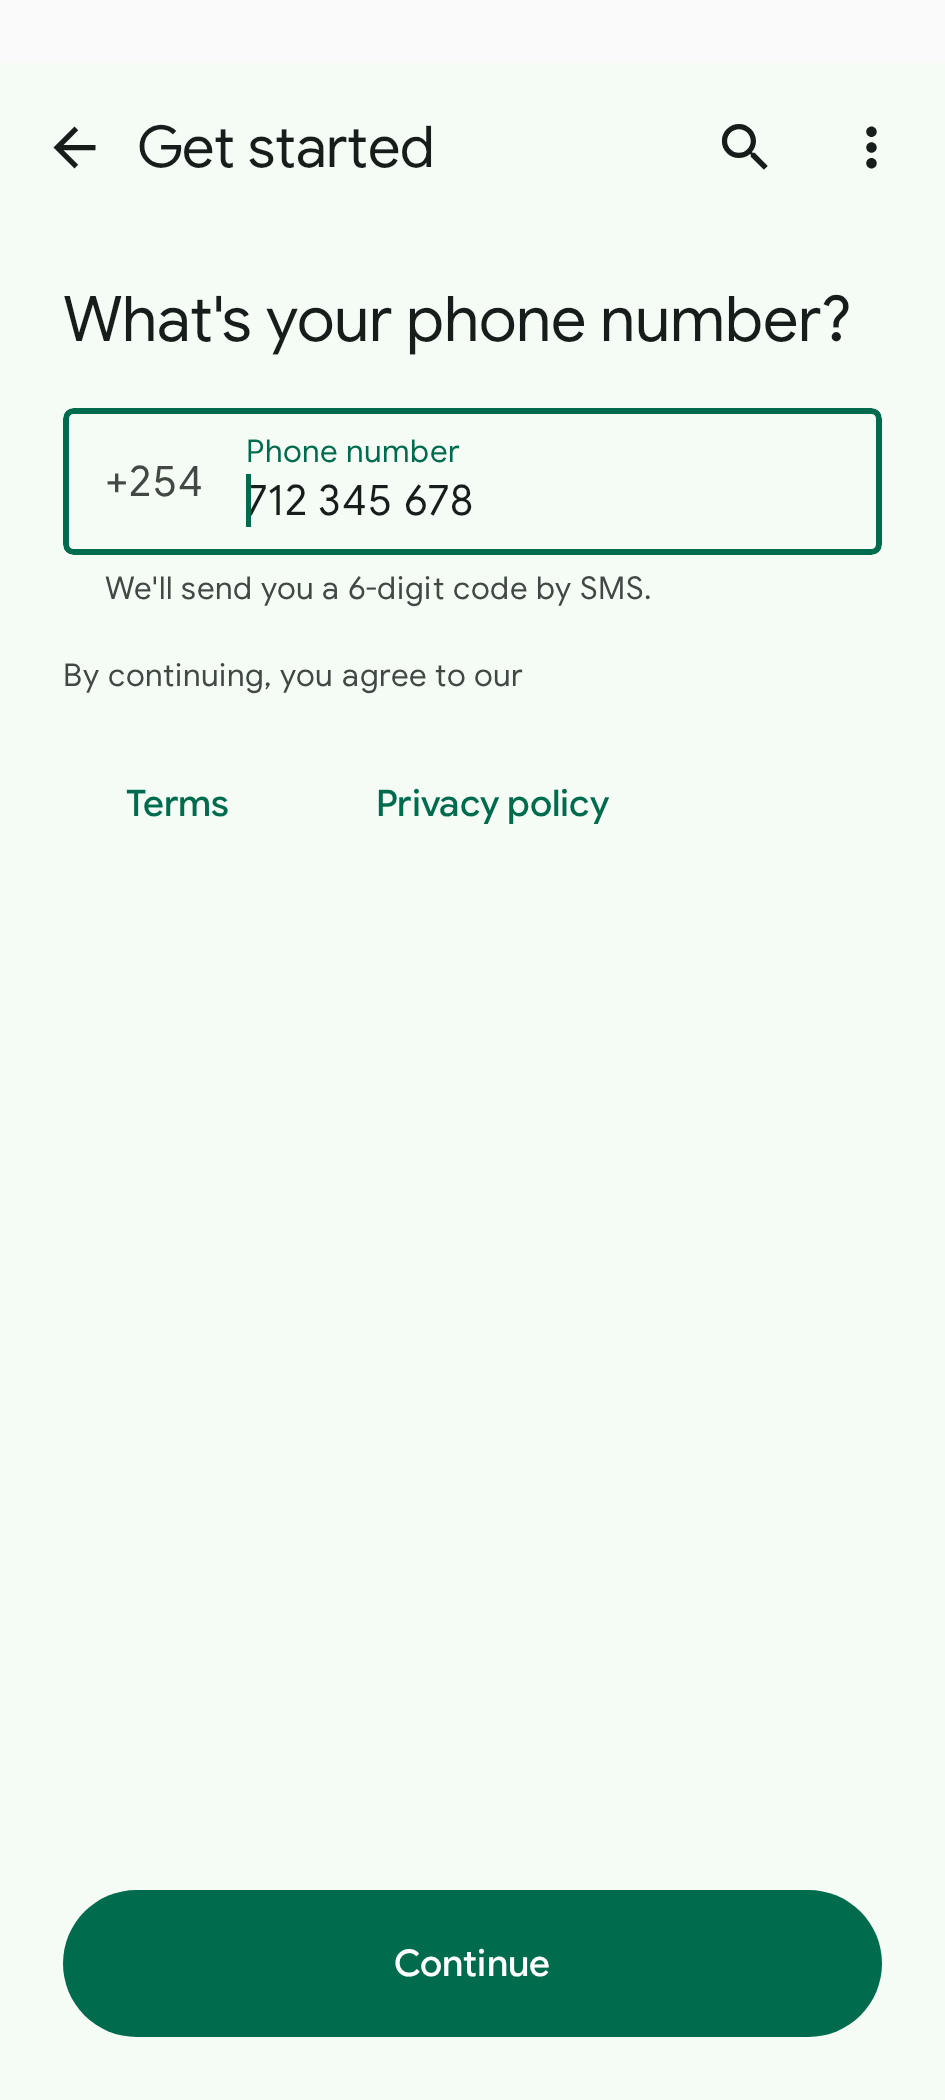 Get started
What's your phone number?
Phone number
+254 712 345 678
We'll send you a 6-digit code by SMS.
By continuing, you agree to our
Terms Privacy policy
Continue